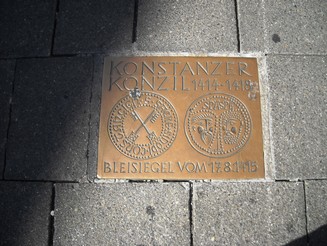 KONSTANZER
KONZIL 1414-1418
BLEISIEGEL VOM 17.8.1415